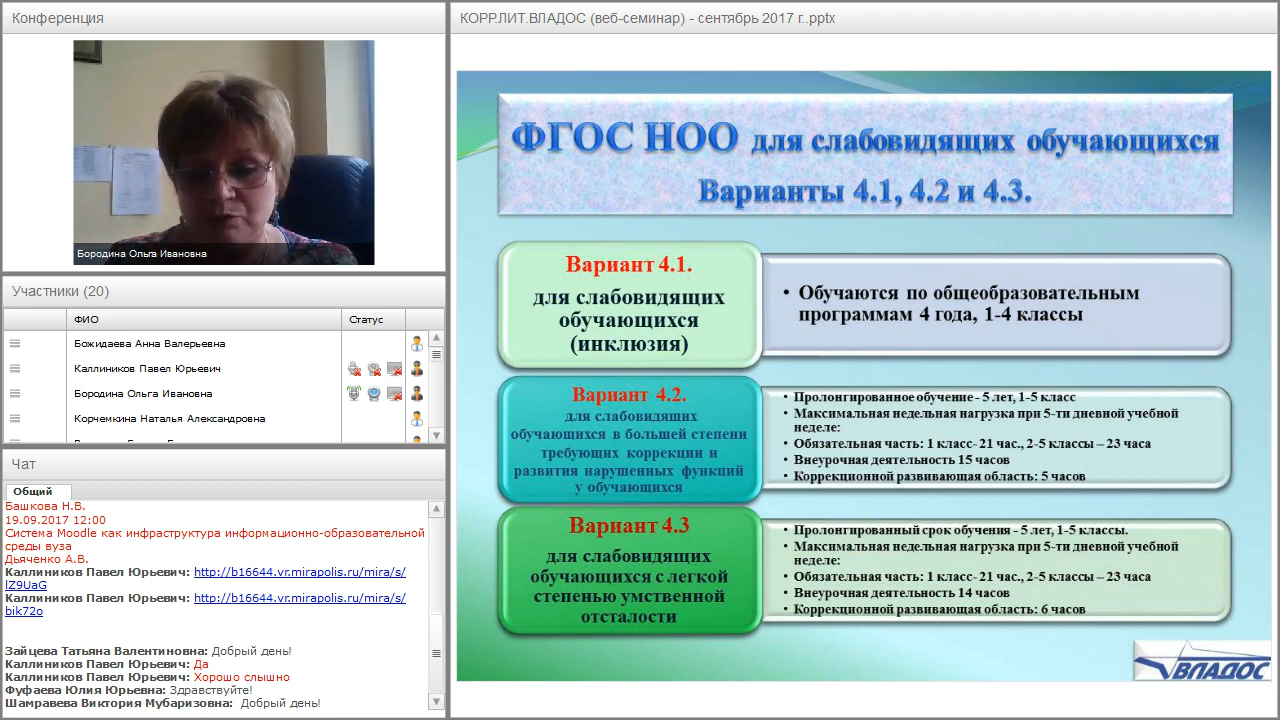 Конференция
Бородина Ольга Ивановна
Участники (20)
ФИО
Статус
Божидаева Анна Валерьевна
Каллиников Павел Юрьевич
Бородина Ольга Ивановна
Корчемкина Наталья Александровна
Чат
Общий
Башкова Н.В.
19.09.2017 12:00
Система Moodle как инфраструктура информационно-образовательной
среды вуза
Дьяченко А.В.
Каллиников Павел Юрьевич: http://b16644.vr.mirapolis.ru/mira/s/
IZ9UaG
Каллиников Павел Юрьевич: http://b16644.vr.mirapolis.ru/mira/s/
bik72o
Зайцева Татьяна Валентиновна: Добрый день!
Каллиников Павел Юрьевич: Да
Каллиников Павел Юрьевич: Хорошо слышно
Фуфаева Юлия Юрьевна: Здравствуйте!
Шамравева Виктория Мубаризовна: Добрый день!
КОРР.ЛИТ.ВЛАДОС (веб-семинар) - сентябрь 2017 г..pptx
ФГОС НОО для слабовидящих обучающихся
Варианты 4.1, 4.2 и 4.3.
Вариант 4.1.
для слабовидящих
обучающихся
(инклюзия)
• Обучаются по общеобразовательным
программам 4 года, 1-4 классы
Вариант 4.2.
для слабовидящих
обучающихся в большей степени
требующих коррекции и
развития нарушенных функций
у обучающихся
• Пролонгированное обучение - 5 лет, 1-5 класс
• Максимальная недельная нагрузка при 5-ти дневной учебной
неделе:
• Обязательная часть: 1 класс- 21 час., 2-5 классы – 23 часа
• Внеурочная деятельность 15 часов
• Коррекционной развивающая область: 5 часов
Вариант 4.3
для слабовидящих
обучающихся с легкой
степенью умственной
отсталости
• Пролонгированный срок обучения - 5 лет, 1-5 классы.
• Максимальная недельная нагрузка при 5-ти дневной учебной
неделе:
• Обязательная часть: 1 класс- 21 час., 2-5 классы – 23 часа
• Внеурочная деятельность 14 часов
• Коррекционной развивающая область: 6 часов
ВЛАДОС